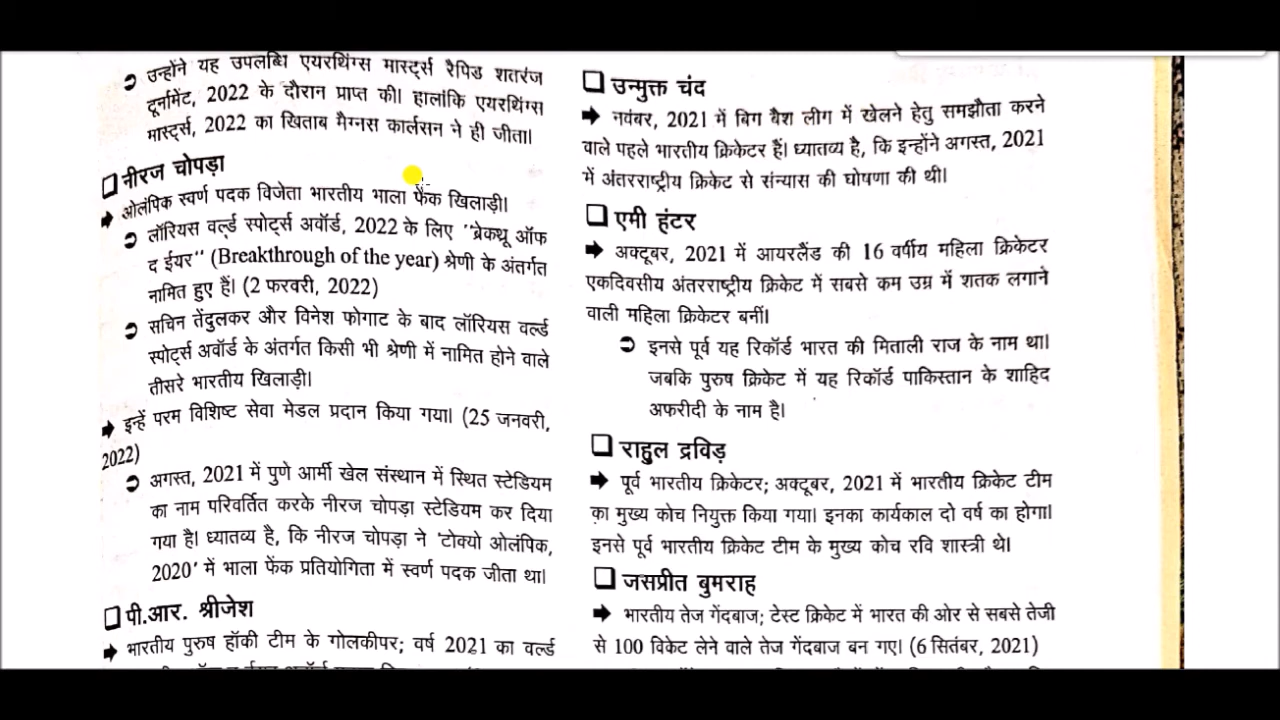 उन्होंने यह उपलब्धि एयरथिंग्स मास्टर्स रैपिड शतरंज
टूर्नामेंट, 2022 के दौरान प्राप्त की। हालांकि एयरथिंग्स
मास्टर्स, 2022 का खिताब मैग्नस कार्लसन ने ही जीता।
नीरज चोपड़ा
ओलंपिक स्वर्ण पदक विजेता भारतीय भाला फेंक खिलाड़ी।
लॉरियस वर्ल्ड स्पोर्ट्स अवॉर्ड, 2022 के लिए "ब्रेकथ्रू ऑफ
द ईयर" (Breakthrough of the year) श्रेणी के अंतर्गत
नामित हुए हैं। (2 फरवरी, 2022)
सचिन तेंदुलकर और विनेश फोगाट के बाद लॉरियस वर्ल्ड
स्पोर्ट्स अवॉर्ड के अंतर्गत किसी भी श्रेणी में नामित होने वाले
तीसरे भारतीय खिलाड़ी।
इन्हें परम विशिष्ट सेवा मेडल प्रदान किया गया। (25 जनवरी,
2022)
अगस्त, 2021 में पुणे आर्मी खेल संस्थान में स्थित स्टेडियम
का नाम परिवर्तित करके नीरज चोपड़ा स्टेडियम कर दिया
गया है। ध्यातव्य है, कि नीरज चोपड़ा ने 'टोक्यो ओलंपिक,
2020' में भाला फेंक प्रतियोगिता में स्वर्ण पदक जीता था।
पी.आर. श्रीजेश
भारतीय पुरुष हॉकी टीम के गोलकीपर; वर्ष 2021 का वर्ल्ड
उन्मुक्त चंद
नवंबर, 2021 में बिग बैश लीग में खेलने हेतु समझौता करने
वाले पहले भारतीय क्रिकेटर हैं। ध्यातव्य है, कि इन्होंने अगस्त, 2021
में अंतरराष्ट्रीय क्रिकेट से संन्यास की घोषणा की थी।
एमी हंटर
अक्टूबर, 2021 में आयरलैंड की 16 वर्षीय महिला क्रिकेटर
एकदिवसीय अंतरराष्ट्रीय क्रिकेट में सबसे कम उम्र में शतक लगाने
वाली महिला क्रिकेटर बनीं।
इनसे पूर्व यह रिकॉर्ड भारत की मिताली राज के नाम था।
जबकि पुरुष क्रिकेट में यह रिकॉर्ड पाकिस्तान के शाहिद
अफरीदी के नाम है।
राहुल द्रविड़
पूर्व भारतीय क्रिकेटर; अक्टूबर, 2021 में भारतीय क्रिकेट टीम
का मुख्य कोच नियुक्त किया गया। इनका कार्यकाल दो वर्ष का होगा।
इनसे पूर्व भारतीय क्रिकेट टीम के मुख्य कोच रवि शास्त्री थे।
जसप्रीत बुमराह
भारतीय तेज गेंदबाज; टेस्ट क्रिकेट में भारत की ओर से सबसे तेजी
से 100 विकेट लेने वाले तेज गेंदबाज बन गए। (6 सितंबर, 2021)